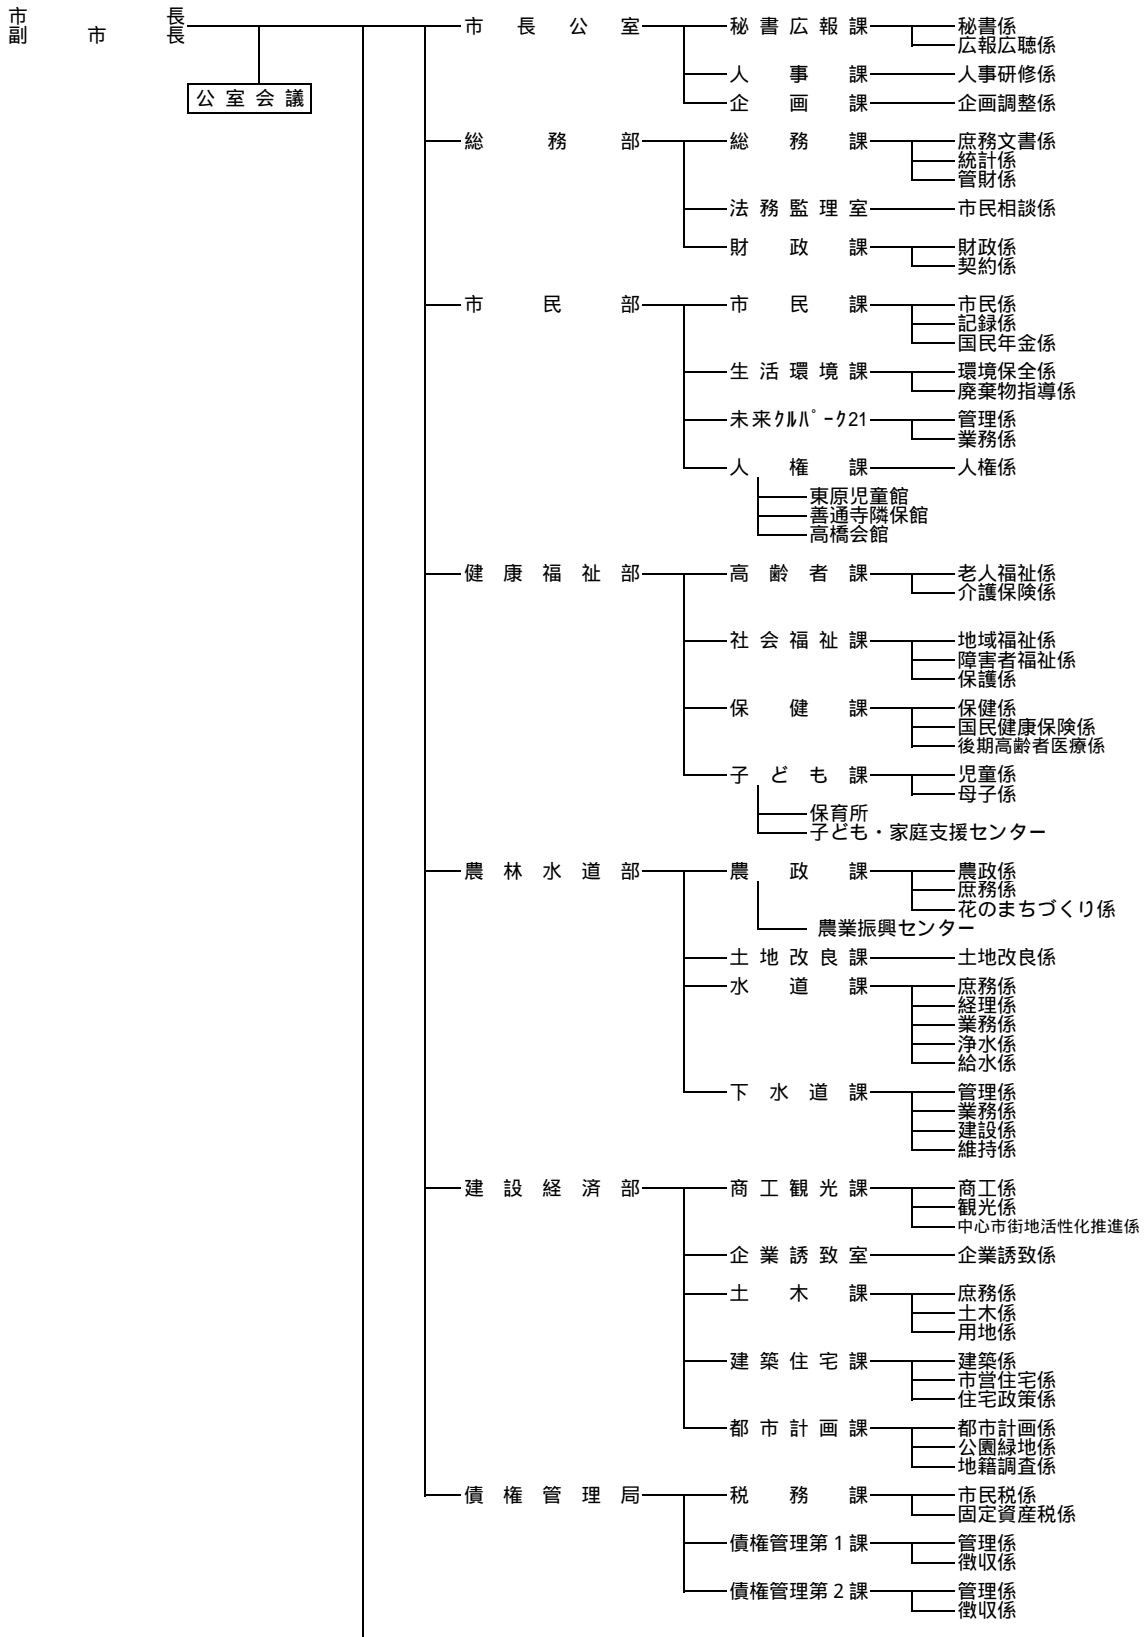 市長 市長公室 秘書広報課 秘書係
副市長 広報広聴係
人事課 人事研修係
公室会議 企画課 企画調整係
総務部 総務課 庶務文書係
統計係
管財係
法務監理室 市民相談係
財政課 財政係
契約係
市民部 市民課 市民係
記録係
国民年金係
生活環境課 環境保全係
廃棄物指導係
未来ｸﾙﾊﾟｰｸ21 管理係
業務係
人権課 人権係
東原児童館
善通寺隣保館
高橋会館
健康福祉部 高齢者課 老人福祉係
介護保険係
社会福祉課 地域福祉係
障害者福祉係
保護係
保健課 保健係
国民健康保険係
後期高齢者医療係
子ども課 児童係
母子係
保育所
子ども・家庭支援センター
農林水道部 農政課 農政係
庶務係
花のまちづくり係
農業振興センター
土地改良課 土地改良係
水道課 庶務係
経理係
業務係
浄水係
給水係
下水道課 管理係
業務係
建設係
維持係
建設経済部 商工観光課 商工係
観光係
中心市街地活性化推進係
企業誘致室 企業誘致係
土木課 庶務係
土木係
用地係
建築住宅課 建築係
市営住宅係
住宅政策係
都市計画課 都市計画係
公園緑地係
地籍調査係
債権管理局 税務課 市民税係
固定資産税係
債権管理第1課 管理係
徴収係
債権管理第2課 管理係
徴収係